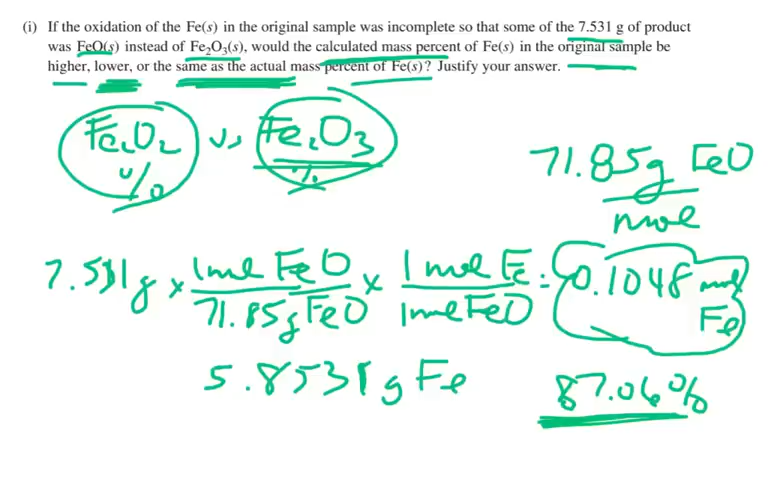 (i) If the oxidation of the Fe(s) in the original sample was incomplete so that some of the 7.531 g of product
was FeO(s) instead of Fe₂O₃(s), would the calculated mass percent of Fe(s) in the original sample be
higher, lower, or the same as the actual mass percent of Fe(s)? Justify your answer.
Fe₂O₂ vs Fe₂O₃
% %
71.85g FeO
mol
7.531g × 1mol FeO / 71.85g FeO × 1 mol Fe / 1mol FeO = 0.1048 mol Fe
5.8531 g Fe 87.06%